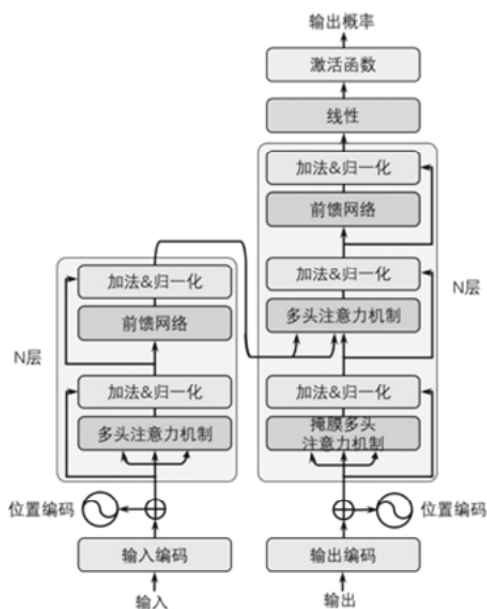 输出概率
激活函数
线性
加法&归一化
前馈网络
加法&归一化
多头注意力机制
加法&归一化
掩膜多头
注意力机制
N层
位置编码
输出编码
输出
加法&归一化
前馈网络
N层
加法&归一化
多头注意力机制
位置编码
输入编码
输入